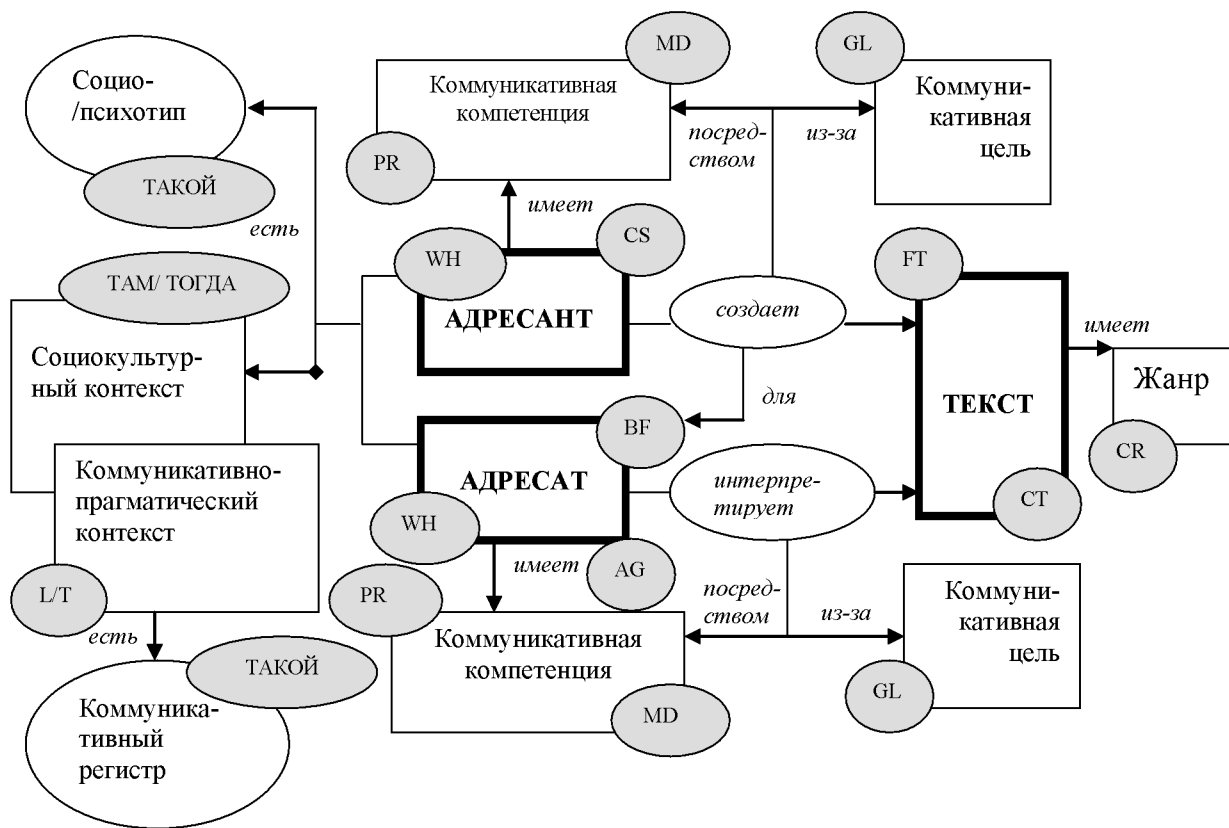 MD
GL
Социо-
/психотип
Коммуникативная
компетенция
Коммуни-
кативная
цель
посред-
ством
из-за
PR
ТАКОЙ
имеет
есть
WH
CS
FT
ТАМ/ ТОГДА
АДРЕСАНТ
создает
имеет
Социокультур-
ный контекст
Жанр
для
ТЕКСТ
BF
CR
Коммуникативно-
прагматический
контекст
АДРЕСАТ
интерпре-
тирует
CT
WH
имеет
AG
L/T
PR
посред-
ством
из-за
Коммуни-
кативная
цель
есть
Коммуникативная
компетенция
ТАКОЙ
GL
MD
Коммуника-
тивный
регистр